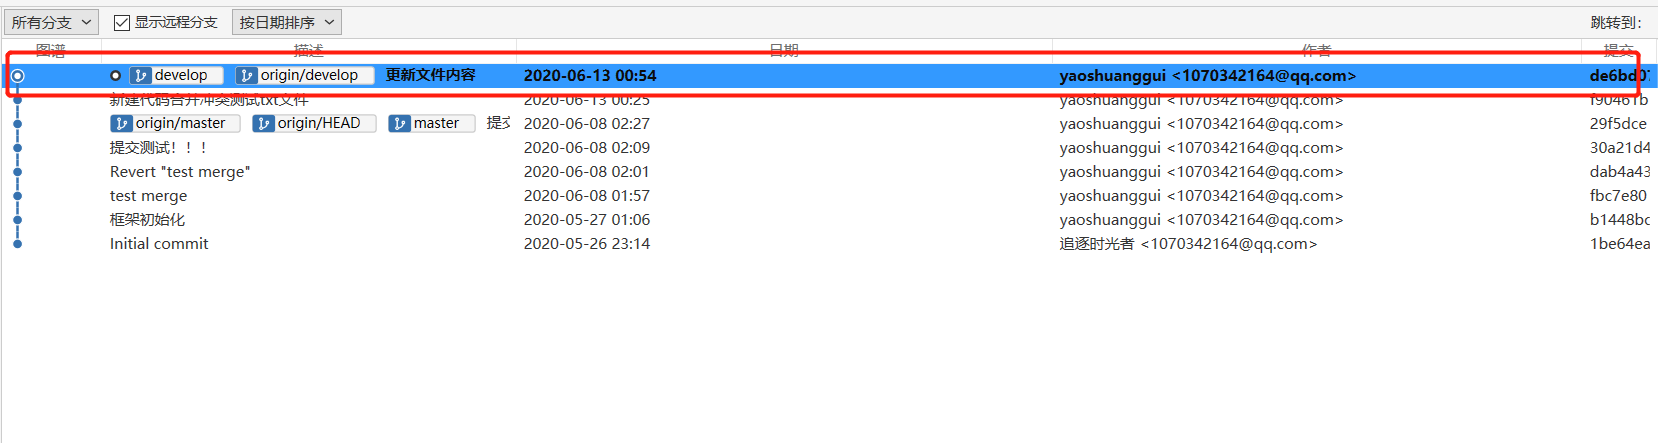 所有分支 显示远程分支 按日期排序 跳转到：
图谱 描述 日期 作者 提交
develop origin/develop 更新文件内容 2020-06-13 00:54 yaoshuanggui <1070342164@qq.com> de6bd07
新建代码合并冲突测试txt文件 2020-06-13 00:25 yaoshuanggui <1070342164@qq.com> f90461b
origin/master origin/HEAD master 提交 2020-06-08 02:27 yaoshuanggui <1070342164@qq.com> 29f5dce
提交测试！！！ 2020-06-08 02:09 yaoshuanggui <1070342164@qq.com> 30a21d4
Revert "test merge" 2020-06-08 02:01 yaoshuanggui <1070342164@qq.com> dab4a43
test merge 2020-06-08 01:57 yaoshuanggui <1070342164@qq.com> fbc7e80
框架初始化 2020-05-27 01:06 yaoshuanggui <1070342164@qq.com> b1448bc
Initial commit 2020-05-26 23:14 追逐时光者 <1070342164@qq.com> 1be64ea